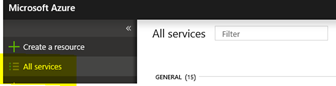 Microsoft Azure
«
All services
Filter
+ Create a resource
All services
GENERAL (15)